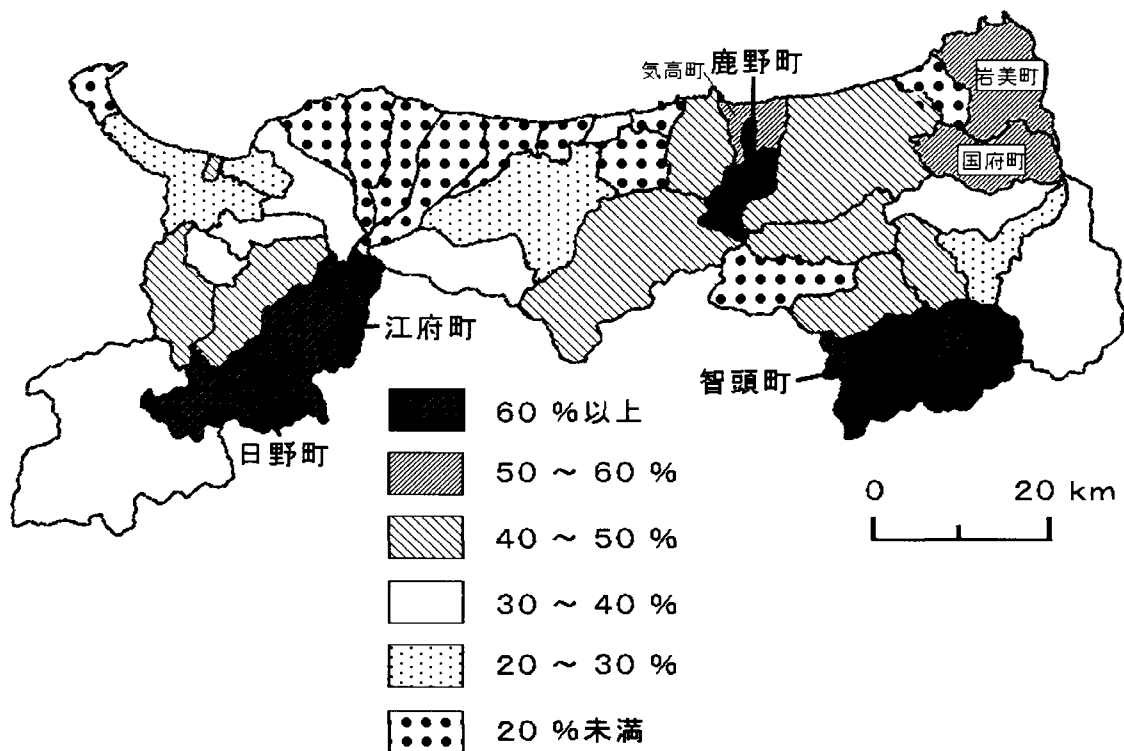 気高町
鹿野町
岩美町
国府町
江府町
智頭町
日野町
60 %以上
50 ～ 60 %
40 ～ 50 %
30 ～ 40 %
20 ～ 30 %
20 %未満
0 20 km